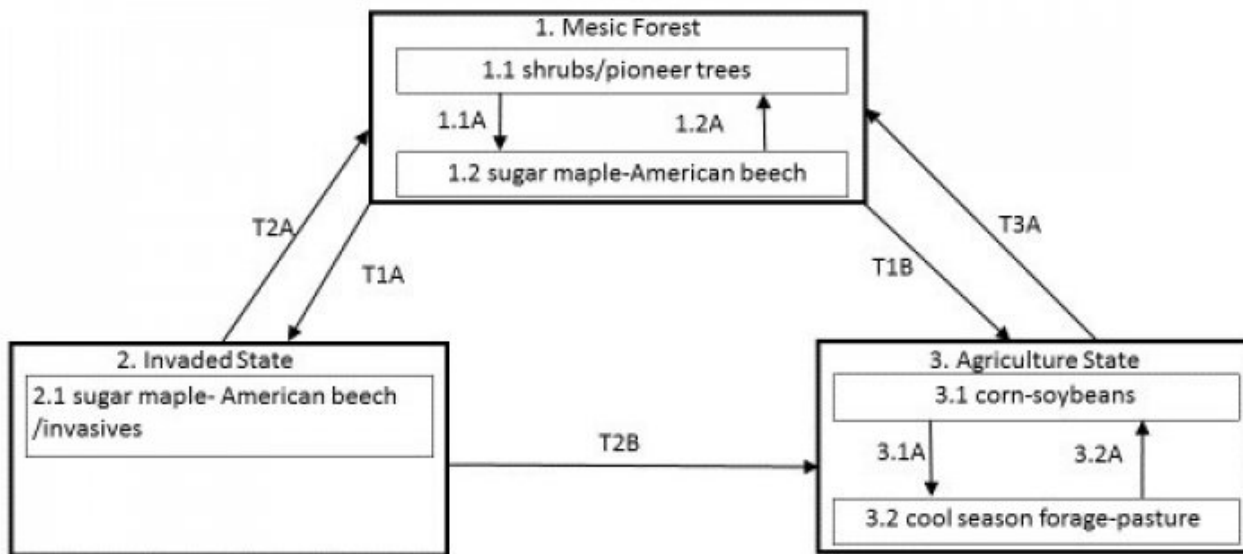 1. Mesic Forest
1.1 shrubs/pioneer trees
1.1A
1.2A
1.2 sugar maple-American beech
T2A
T1A
T1B
T3A
2. Invaded State
2.1 sugar maple- American beech
/invasives
T2B
3. Agriculture State
3.1 corn-soybeans
3.1A
3.2A
3.2 cool season forage-pasture